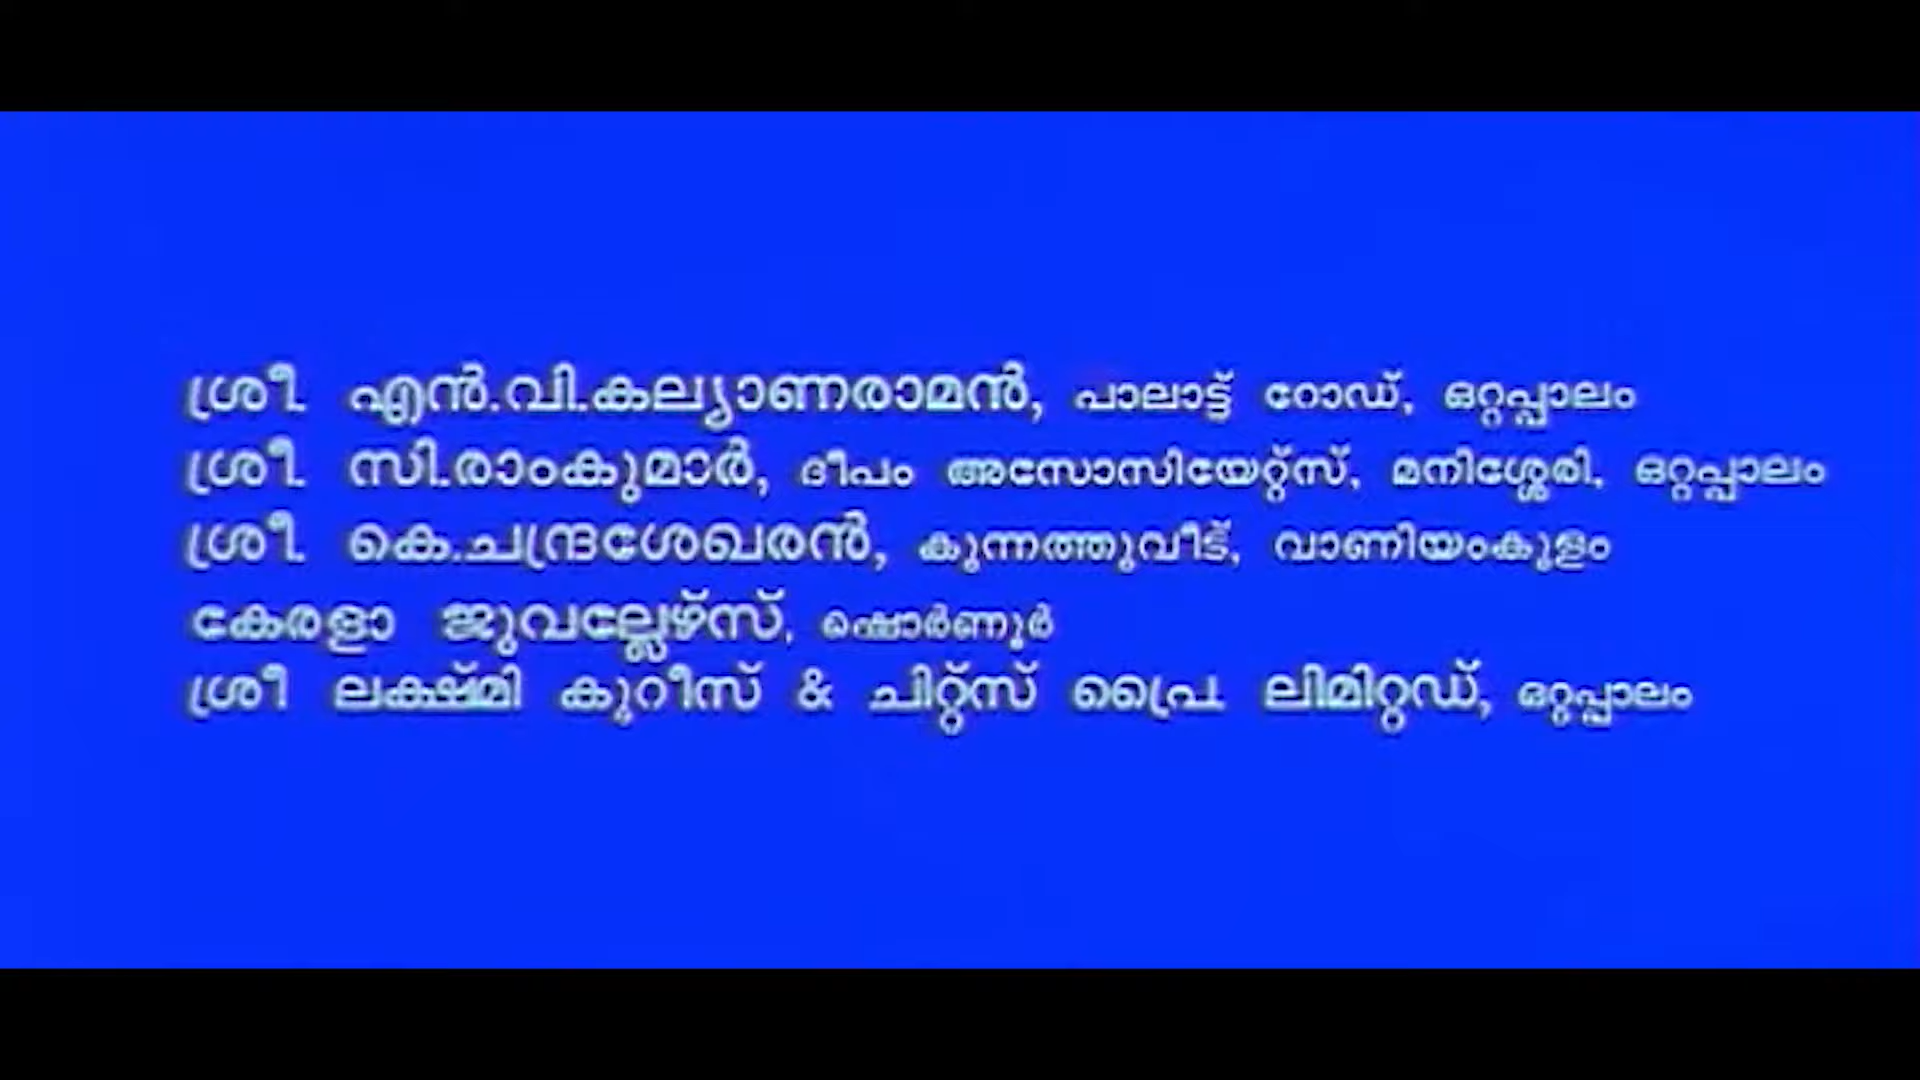 ശ്രീ. എൻ.വി.കല്യാണരാമൻ, പാലാട്ട് റോഡ്, ഒറ്റപ്പാലം
ശ്രീ. സി.രാംകുമാർ, ദീപം അസോസിയേറ്റ്സ്, മനിശ്ശേരി, ഒറ്റപ്പാലം
ശ്രീ. കെ.ചന്ദ്രശേഖരൻ, കുന്നത്തുവീട്, വാണിയംകുളം
കേരളാ ജുവല്ലേഴ്സ്, ഷൊർണൂർ
ശ്രീ ലക്ഷ്മി കുറീസ് & ചിറ്റ്സ് പ്രൈ. ലിമിറ്റഡ്, ഒറ്റപ്പാലം